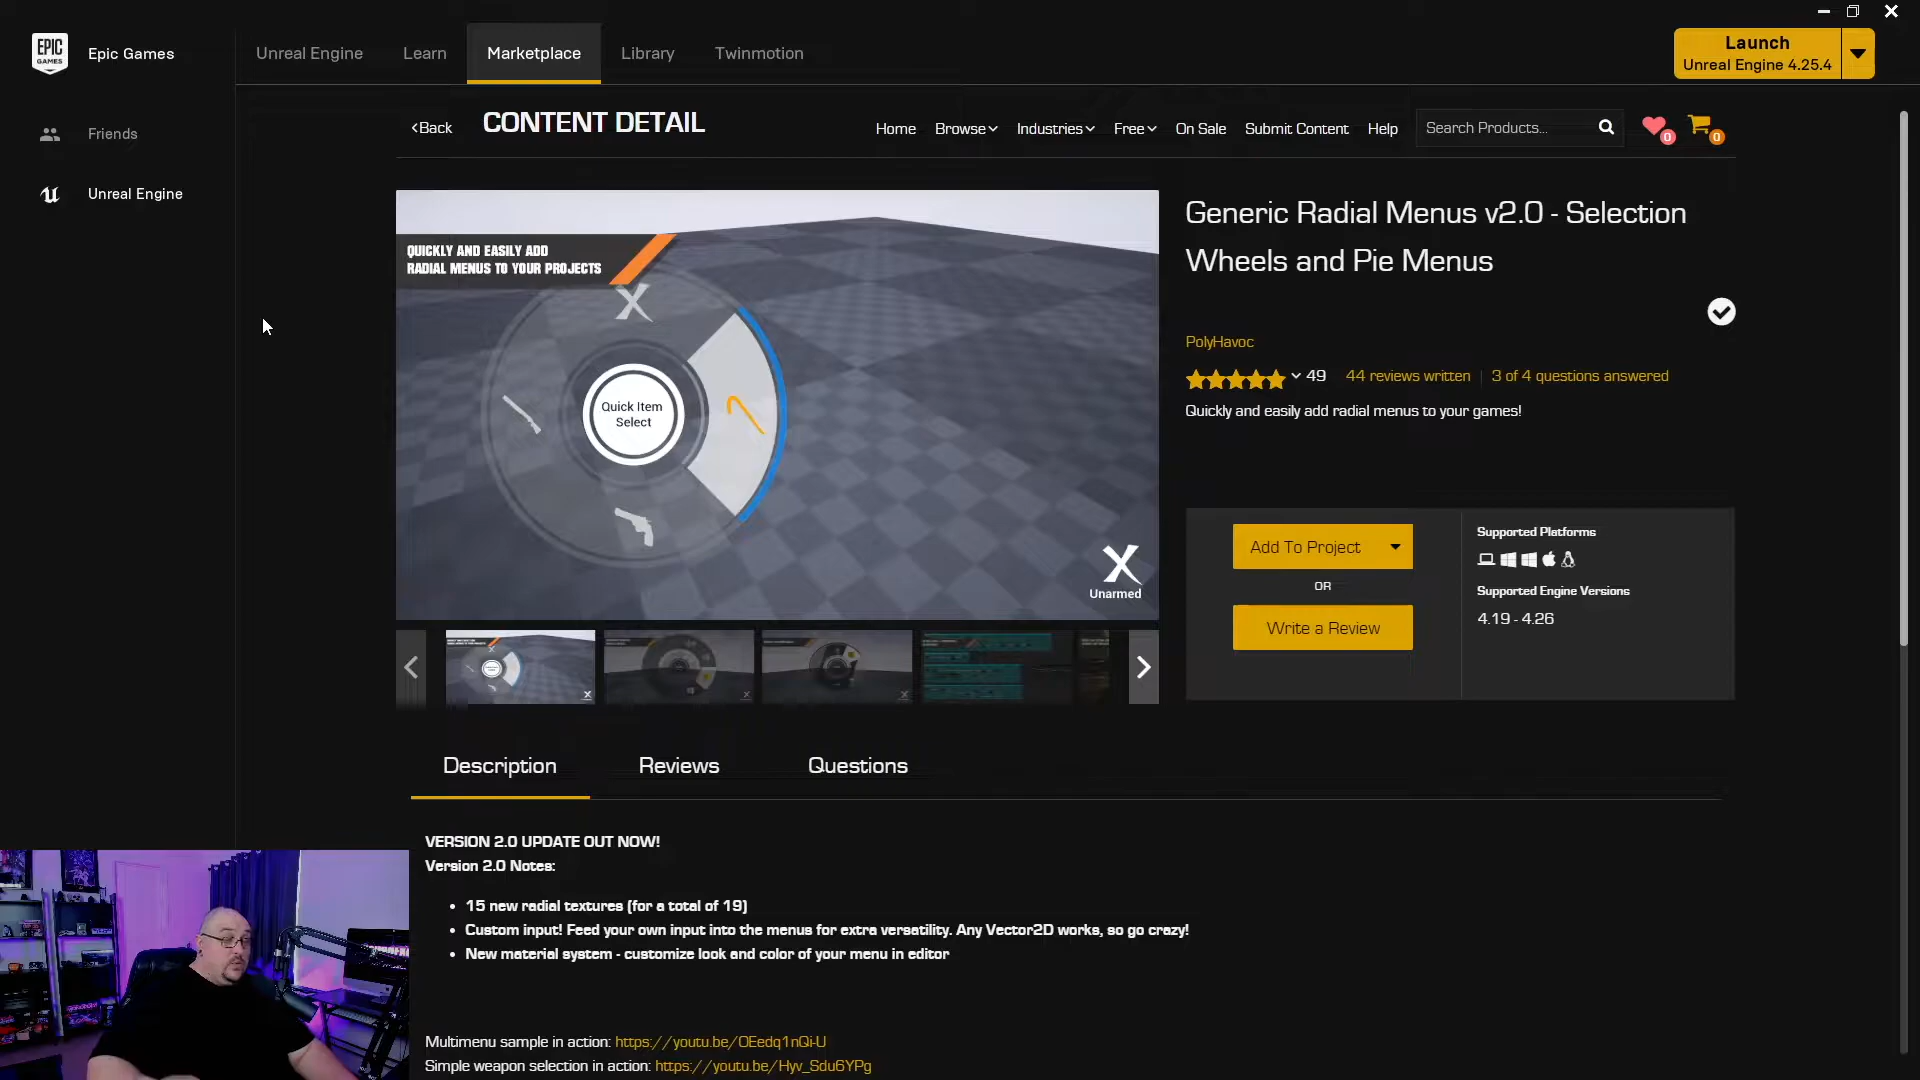 EPIC
GAMES
Epic Games
Unreal Engine
Learn
Marketplace
Library
Twinmotion
Launch
Unreal Engine 4.25.4
Friends
Unreal Engine
<Back
CONTENT DETAIL
Home
Browse
Industries
Free
On Sale
Submit Content
Help
Search Products...
0
0
QUICKLY AND EASILY ADD
RADIAL MENUS TO YOUR PROJECTS
Quick Item
Select
Unarmed
Generic Radial Menus v2.0 - Selection
Wheels and Pie Menus
PolyHavoc
49
44 reviews written
3 of 4 questions answered
Quickly and easily add radial menus to your games!
Add To Project
OR
Write a Review
Supported Platforms
Supported Engine Versions
4.19 - 4.26
Description
Reviews
Questions
VERSION 2.0 UPDATE OUT NOW!
Version 2.0 Notes:
• 15 new radial textures (for a total of 19)
• Custom input! Feed your own input into the menus for extra versatility. Any Vector2D works, so go crazy!
• New material system - customize look and color of your menu in editor
Multimenu sample in action: https://youtu.be/OEedq1nQi-U
Simple weapon selection in action: https://youtu.be/Hyv_Sdu6YPg